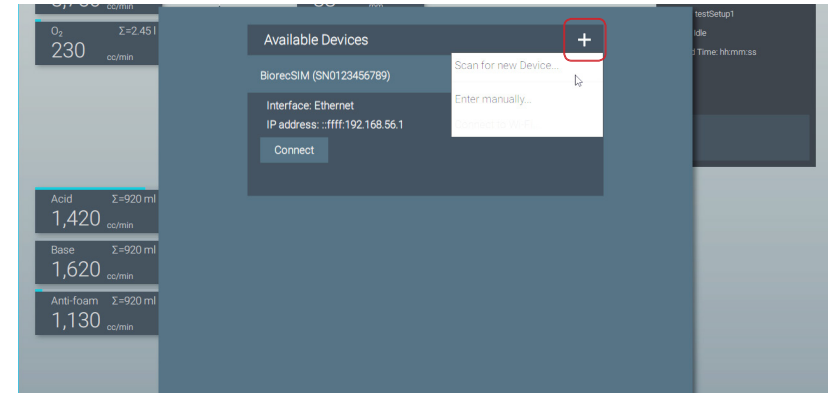 O₂ Σ=2.45 l
230 cc/min
Acid Σ=920 ml
1,420 cc/min
Base Σ=920 ml
1,620 cc/min
Anti-foam Σ=920 ml
1,130 cc/min
Available Devices +
BiorecSIM (SN0123456789)
Interface: Ethernet
IP address: ::ffff:192.168.56.1
Connect
Scan for new Device...
Enter manually...
testSetup1
Idle
Time: hh:mm:ss